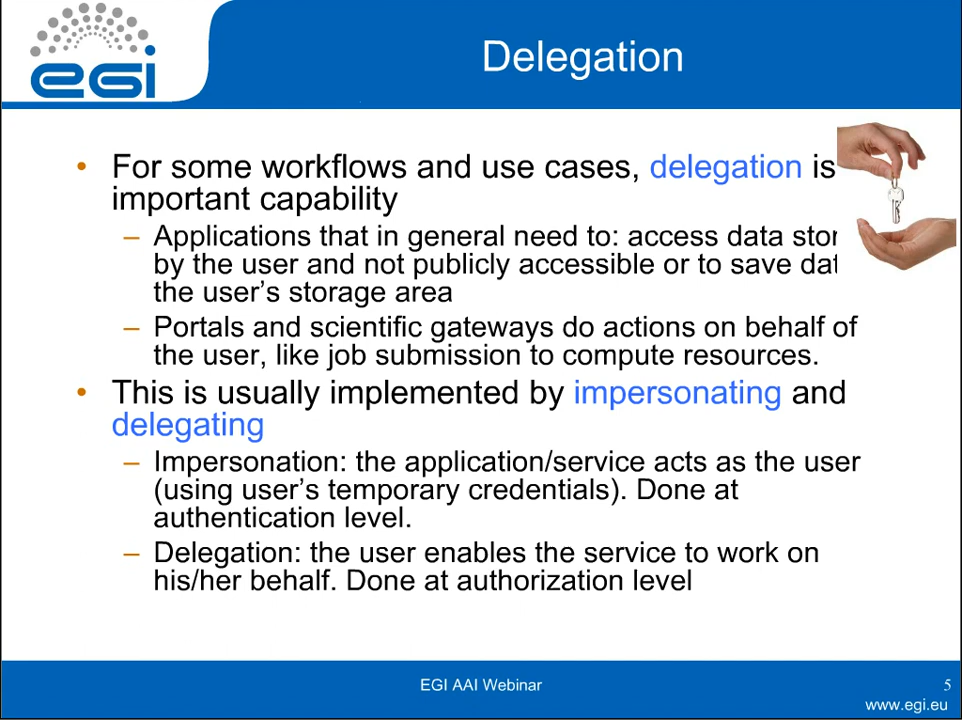 egi
Delegation
• For some workflows and use cases, delegation is
important capability
– Applications that in general need to: access data
by the user and not publicly accessible or to save
the user’s storage area
– Portals and scientific gateways do actions on behalf of
the user, like job submission to compute resources.
• This is usually implemented by impersonating and
delegating
– Impersonation: the application/service acts as the user
(using user’s temporary credentials). Done at
authentication level.
– Delegation: the user enables the service to work on
his/her behalf. Done at authorization level
EGI AAI Webinar
5
www.egi.eu